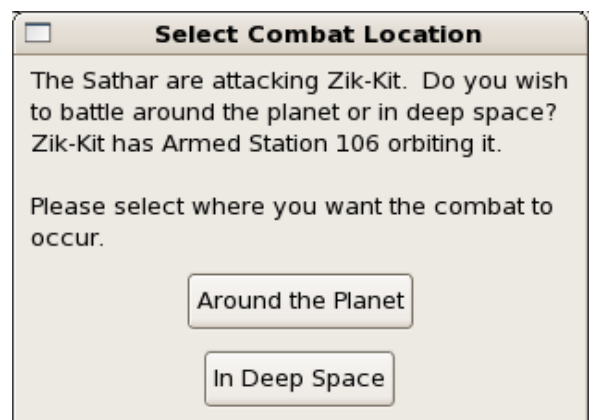 Select Combat Location
The Sathar are attacking Zik-Kit.  Do you wish
to battle around the planet or in deep space?
Zik-Kit has Armed Station 106 orbiting it.
Please select where you want the combat to
occur.
Around the Planet
In Deep Space